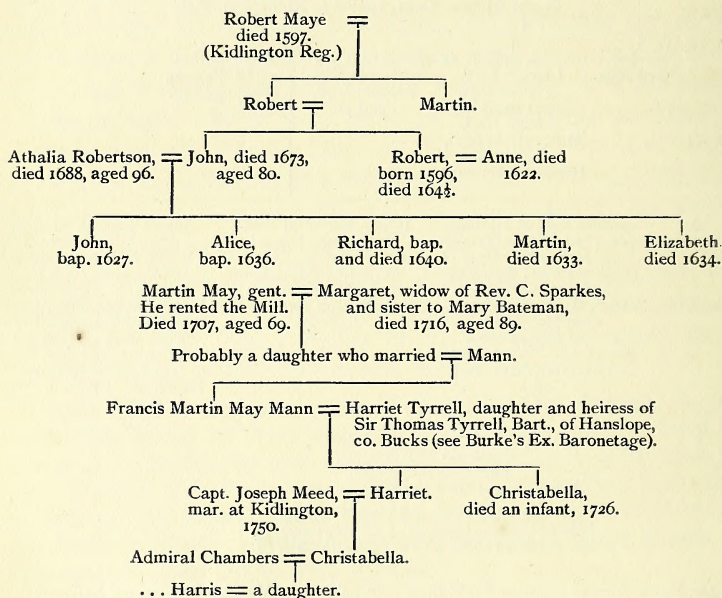 Robert Maye =
died 1597.
(Kidlington Reg.)
Robert = Martin.
Athalia Robertson, = John, died 1673, Robert, = Anne, died
died 1688, aged 96. aged 80. born 1596, 1622.
died 164½.
John, Alice, Richard, bap. Martin, Elizabeth.
bap. 1627. bap. 1636. and died 1640. died 1633. died 1634.
Martin May, gent. = Margaret, widow of Rev. C. Sparkes,
He rented the Mill. and sister to Mary Bateman,
Died 1707, aged 69. died 1716, aged 89.
Probably a daughter who married = Mann.
Francis Martin May Mann = Harriet Tyrrell, daughter and heiress of
Sir Thomas Tyrrell, Bart., of Hanslope,
co. Bucks (see Burke's Ex. Baronetage).
Capt. Joseph Meed, = Harriet. Christabella,
mar. at Kidlington, died an infant, 1726.
1750.
Admiral Chambers = Christabella.
... Harris = a daughter.